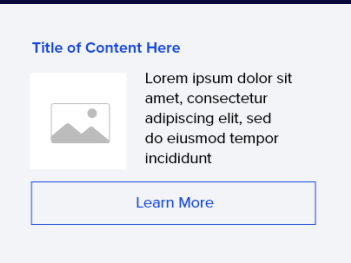 Title of Content Here
Lorem ipsum dolor sit
amet, consectetur
adipiscing elit, sed
do eiusmod tempor
incididunt
Learn More